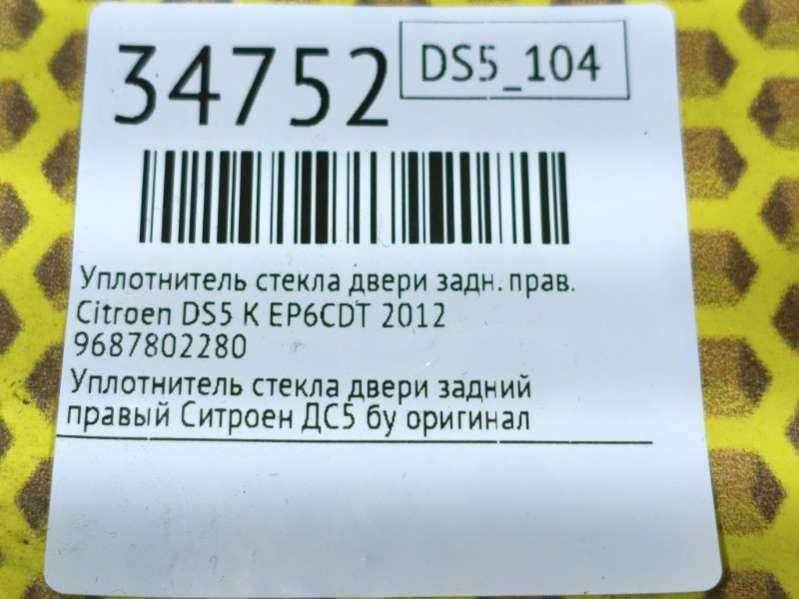 34752
DS5_104
Уплотнитель стекла двери задн. прав.
Citroen DS5 K EP6CDT 2012
9687802280
Уплотнитель стекла двери задний
правый Ситроен ДС5 бу оригинал